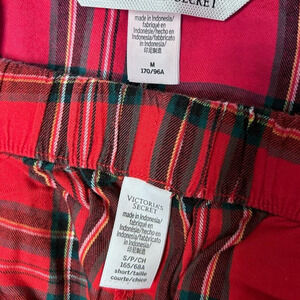 SECRET
made in Indonesia/
fabriqué en
Indonésie/hecho en
Indonesia/fabbricato
in Indonesia
印尼制造
M
170/96A
VICTORIA'S
SECRET
made in Indonesia/
fabriqué en
Indonésie/hecho en
Indonesia/fabbricato
in Indonesia
印尼制造
S/P/CH
165/68A
short/taille
courte/chico